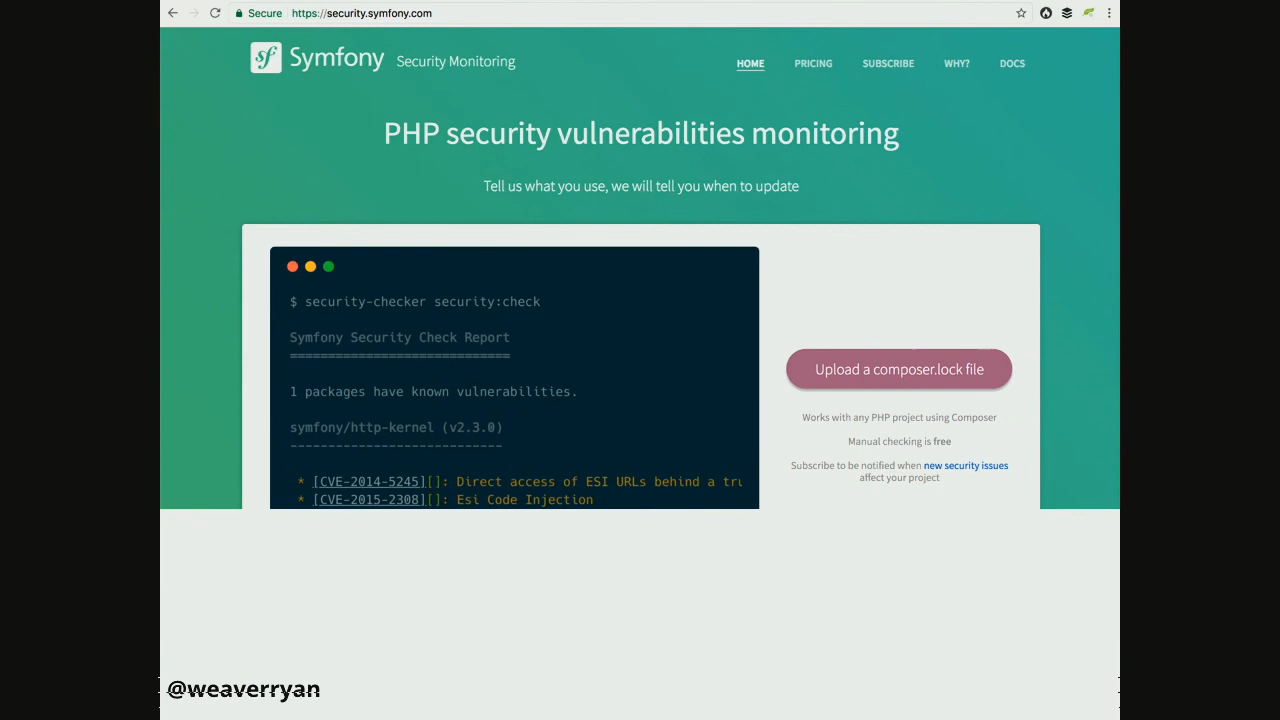 Secure https://security.symfony.com
sf Symfony Security Monitoring
HOME PRICING SUBSCRIBE WHY? DOCS
PHP security vulnerabilities monitoring
Tell us what you use, we will tell you when to update
$ security-checker security:check
Symfony Security Check Report
=============================
1 packages have known vulnerabilities.
symfony/http-kernel (v2.3.0)
----------------------------
* [CVE-2014-5245][]: Direct access of ESI URLs behind a tru
* [CVE-2015-2308][]: Esi Code Injection
Upload a composer.lock file
Works with any PHP project using Composer
Manual checking is free
Subscribe to be notified when new security issues
affect your project
@weaverryan